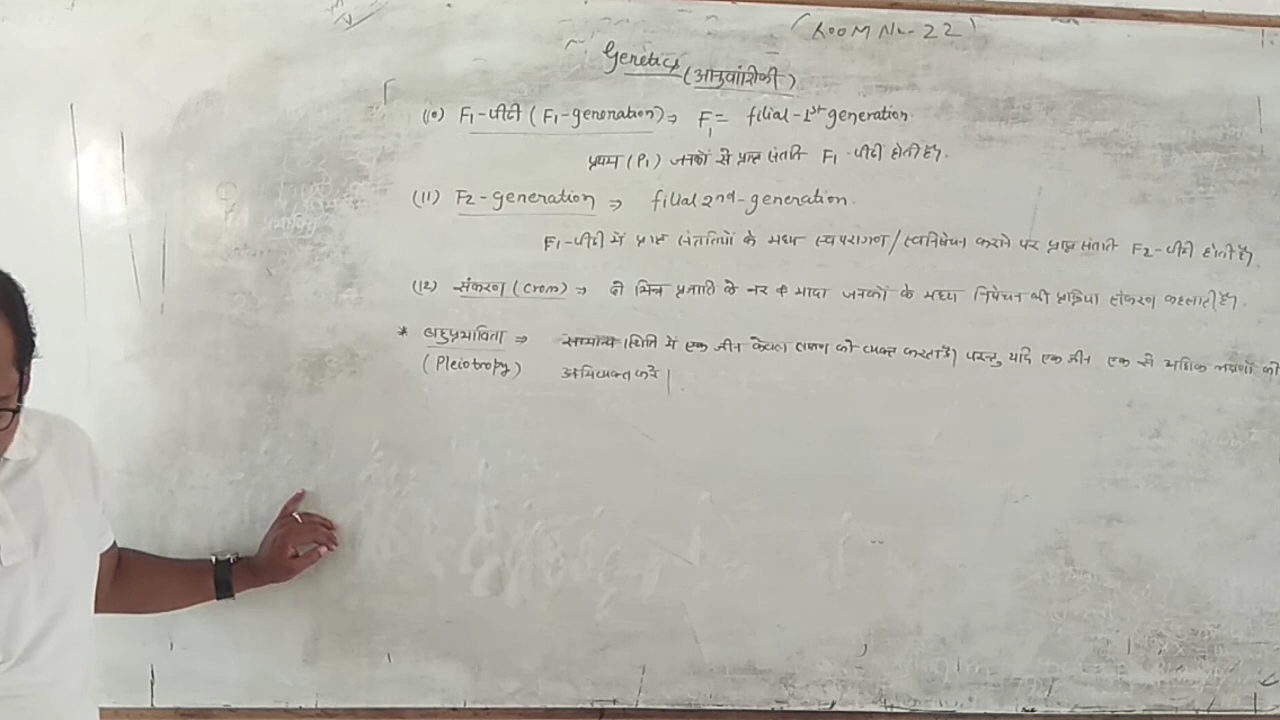 (ROOM No-22)
Genetics (आनुवांशिकी)
(10) F1-पीढी (F1-generation) → F1 = filial-1st generation.
प्रथम (P1) जनकों से प्राप्त संतति F1-पीढी होती है।
(11) F2-generation ⇒ filial 2nd-generation.
F1-पीढी में प्राप्त संततियों के मध्य स्वपरागण/स्वनिषेचन कराने पर प्राप्त संतति F2-पीढी होती है।
(12) संकरण (Cross) ⇒ दो भिन्न प्रजाति के नर व मादा जनकों के मध्य निषेचन की प्रक्रिया संकरण कहलाती है।
* बहुप्रभाविता ⇒ सामान्य स्थिति में एक जीन केवल लक्षण को व्यक्त करता है। परन्तु यदि एक जीन एक से अधिक लक्षणों को
(Pleiotropy) अभिव्यक्त करे।